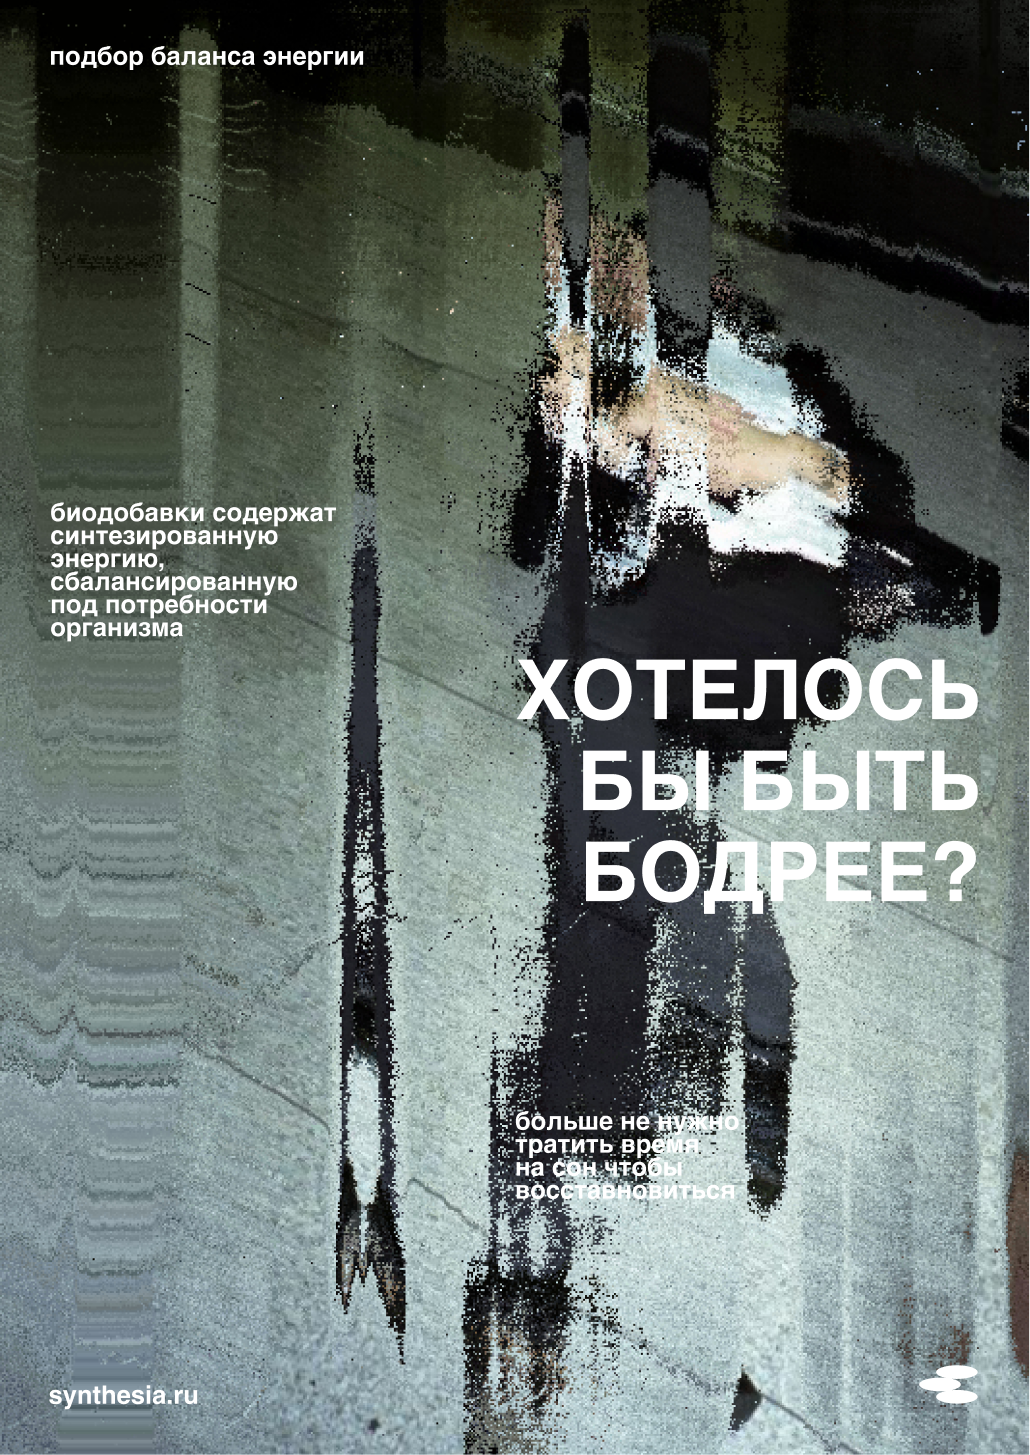 подбор баланса энергии
биодобавки содержат
синтезированную
энергию,
сбалансированную
под потребности
организма
ХОТЕЛОСЬ
БЫ БЫТЬ
БОДРЕЕ?
больше не нужно
тратить время
на сон чтобы
восставновиться
synthesia.ru